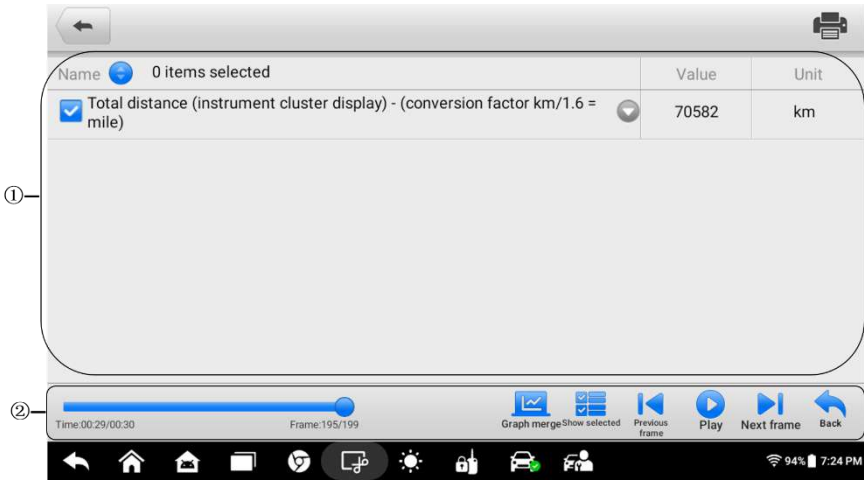 Name 0 items selected Value Unit
Total distance (instrument cluster display) - (conversion factor km/1.6 =
mile) 70582 km
①
②
Time:00:29/00:30 Frame:195/199 Graph merge Show selected Previous
frame Play Next frame Back
94% 7:24 PM